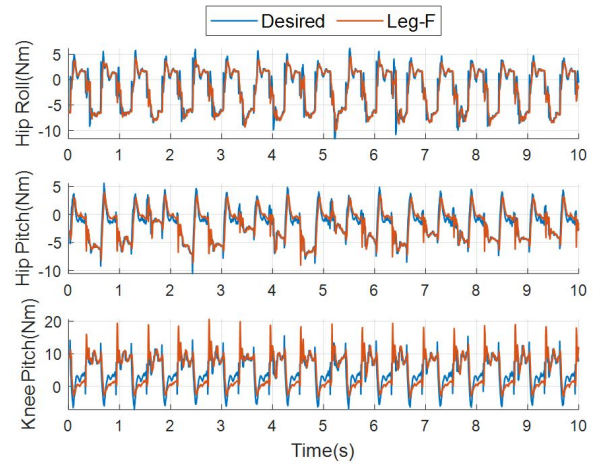 Desired Leg-F
Hip Roll(Nm)
5
0
-5
-10
0 1 2 3 4 5 6 7 8 9 10
Hip Pitch(Nm)
5
0
-5
-10
0 1 2 3 4 5 6 7 8 9 10
Knee Pitch(Nm)
20
10
0
0 1 2 3 4 5 6 7 8 9 10
Time(s)